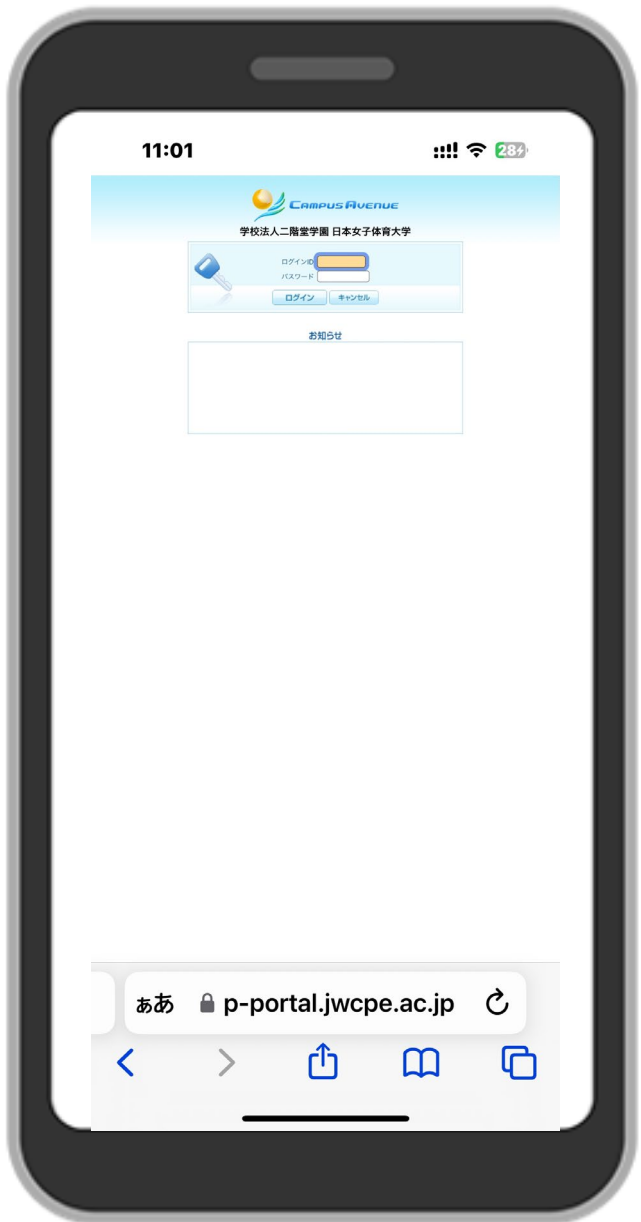 11:01
28
CAMPUS AVENUE
学校法人二階堂学園 日本女子体育大学
ログインID
パスワード
ログイン キャンセル
お知らせ
ぁあ p-portal.jwcpe.ac.jp